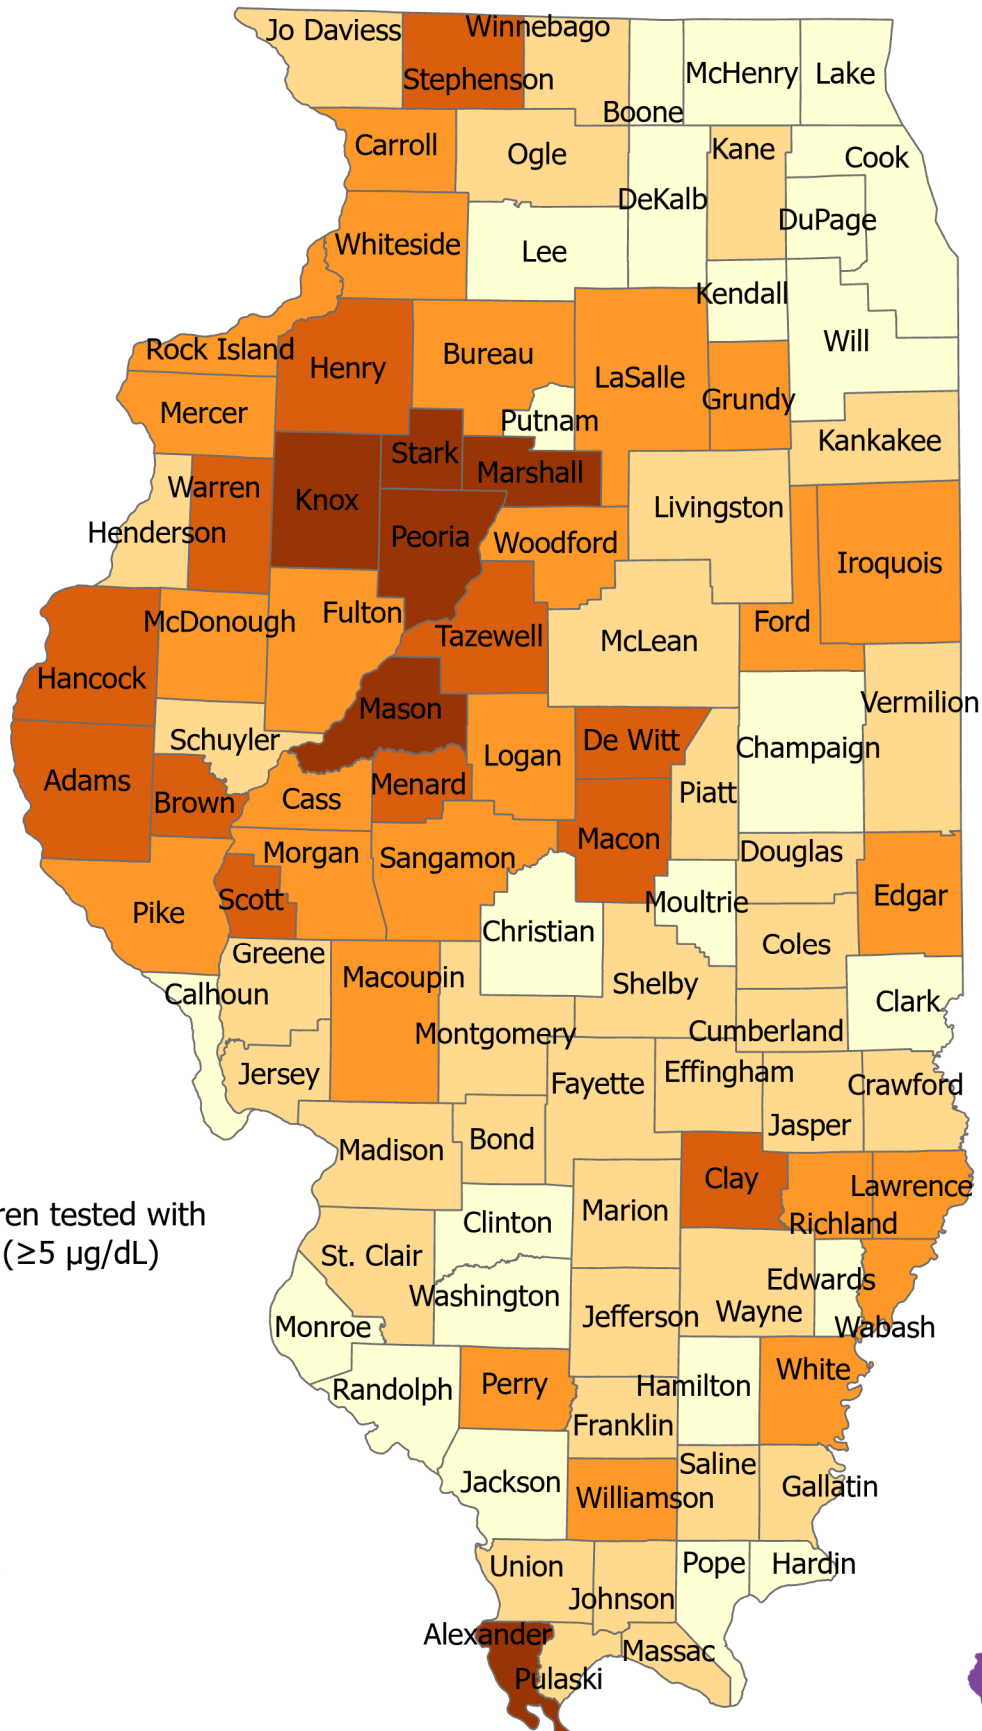 Jo Daviess
Winnebago
Stephenson
McHenry
Lake
Boone
Carroll
Ogle
Kane
Cook
DeKalb
DuPage
Whiteside
Lee
Kendall
Will
Rock Island
Henry
Bureau
LaSalle
Grundy
Mercer
Putnam
Kankakee
Stark
Marshall
Warren
Knox
Livingston
Henderson
Peoria
Woodford
Iroquois
McDonough
Fulton
Tazewell
McLean
Ford
Hancock
Mason
Vermilion
Schuyler
De Witt
Champaign
Logan
Adams
Menard
Piatt
Brown
Cass
Macon
Morgan
Sangamon
Douglas
Scott
Moultrie
Edgar
Pike
Christian
Coles
Greene
Macoupin
Shelby
Calhoun
Clark
Montgomery
Cumberland
Jersey
Fayette
Effingham
Crawford
Jasper
Madison
Bond
Clay
Lawrence
ren tested with
Marion
Clinton
Richland
(≥5 µg/dL)
St. Clair
Edwards
Washington
Wayne
Jefferson
Monroe
Wabash
White
Perry
Hamilton
Randolph
Franklin
Saline
Jackson
Gallatin
Williamson
Union
Pope
Hardin
Johnson
Alexander
Massac
Pulaski